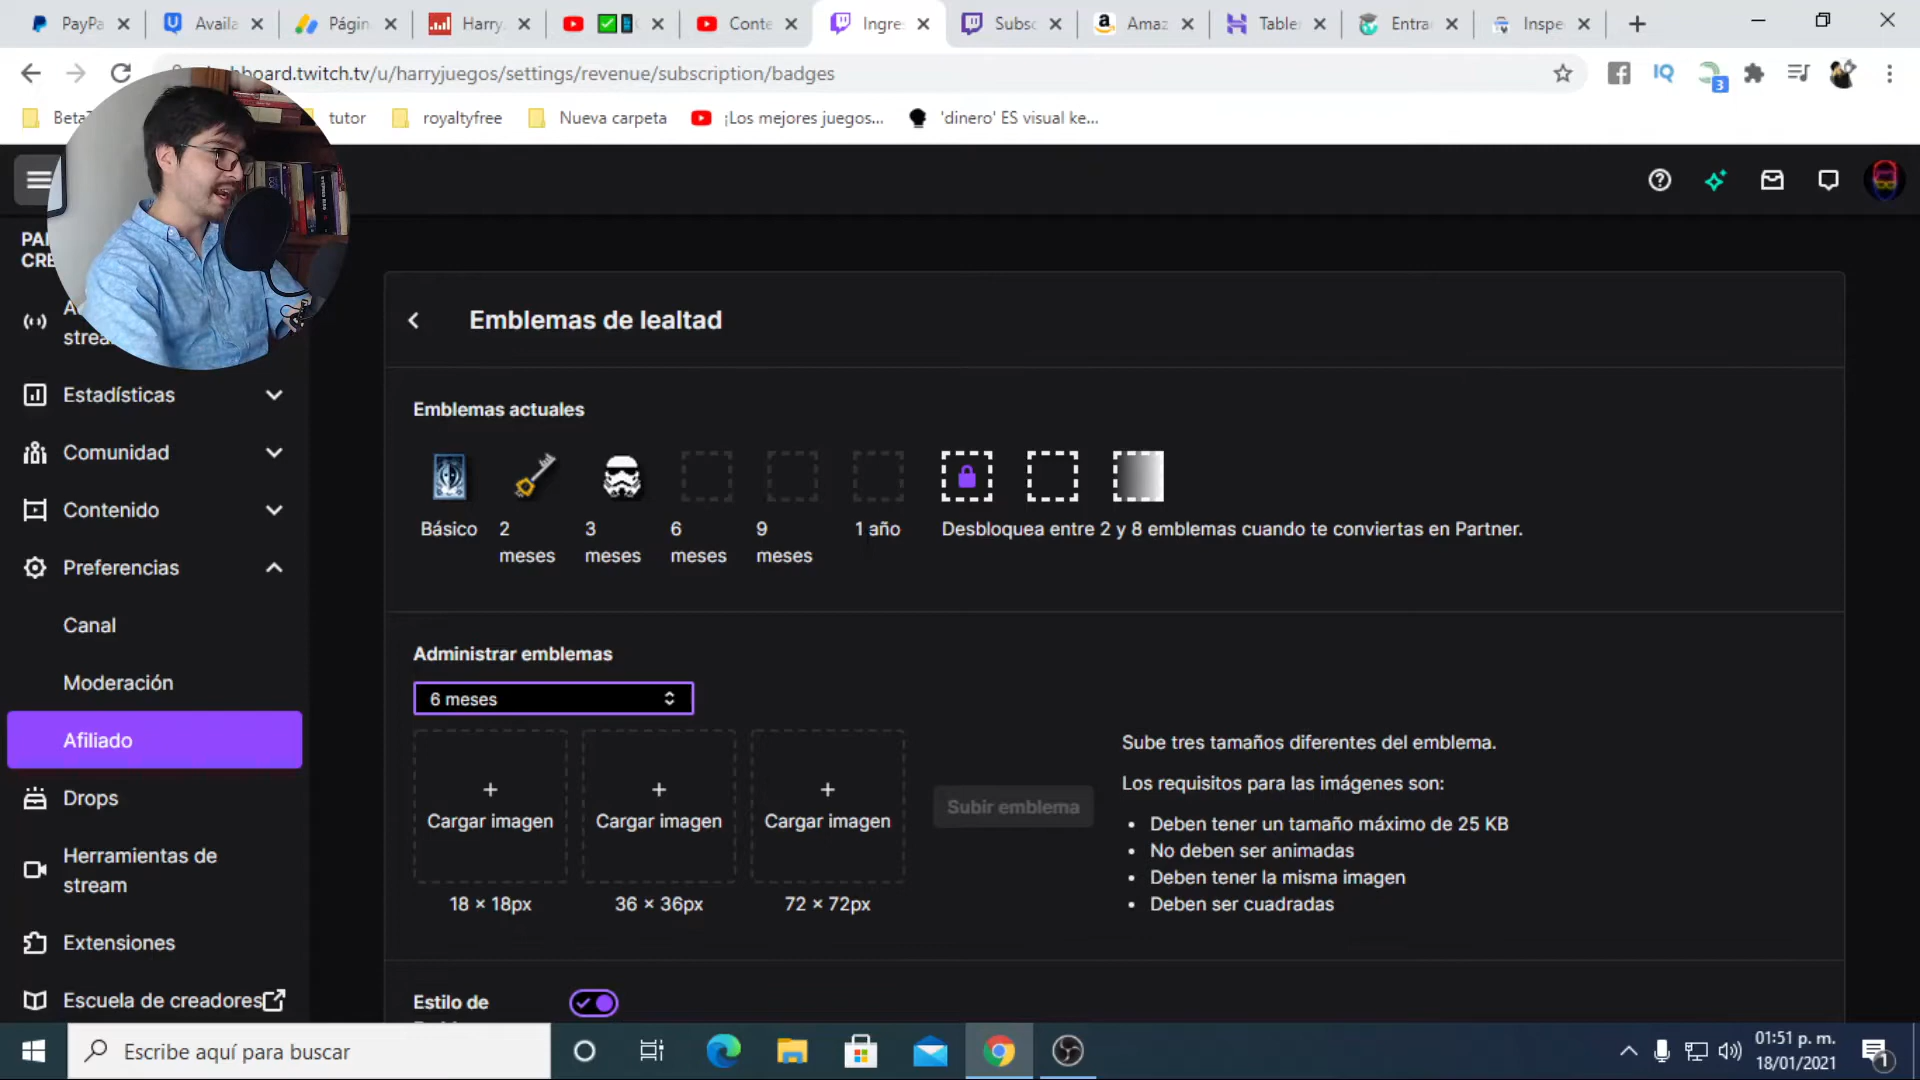 PayPa
Availa
Págin
Harry
Conte
Ingre
Subsc
Amaz
Table
Entra
Inspe
board.twitch.tv/u/harryjuegos/settings/revenue/subscription/badges
3
tutor
royaltyfree
Nueva carpeta
¡Los mejores juegos...
'dinero' ES visual ke...
Emblemas de lealtad
Emblemas actuales
Básico
2 meses
3 meses
6 meses
9 meses
1 año
Desbloquea entre 2 y 8 emblemas cuando te conviertas en Partner.
Estadísticas
Comunidad
Contenido
Preferencias
Canal
Moderación
Afiliado
Drops
Herramientas de
stream
Extensiones
Escuela de creadores
Administrar emblemas
6 meses
Cargar imagen
Cargar imagen
Cargar imagen
18 × 18px
36 × 36px
72 × 72px
Subir emblema
Sube tres tamaños diferentes del emblema.
Los requisitos para las imágenes son:
• Deben tener un tamaño máximo de 25 KB
• No deben ser animadas
• Deben tener la misma imagen
• Deben ser cuadradas
Estilo de
Escribe aquí para buscar
01:51 p. m.
18/01/2021
1